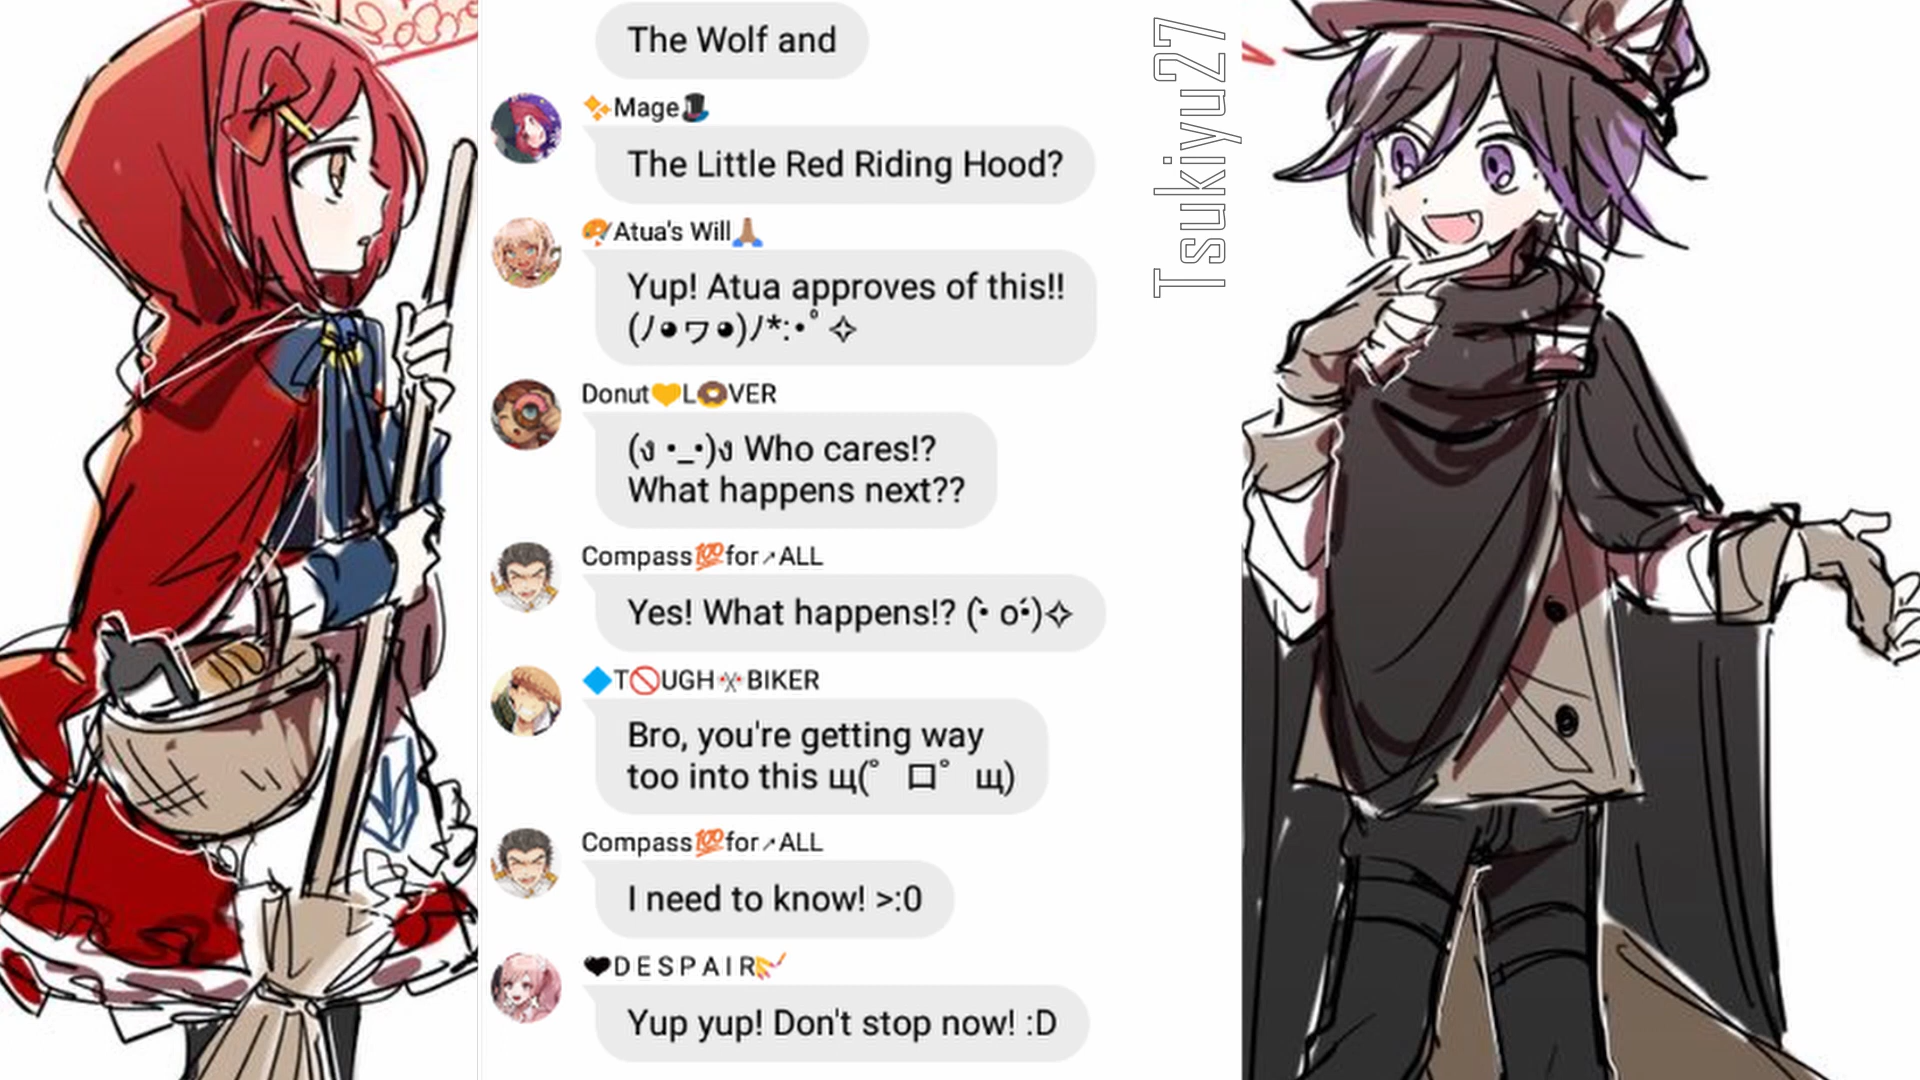 The Wolf and
✨Mage🎩
The Little Red Riding Hood?
🎨Atua's Will🙏🏽
Yup! Atua approves of this!!
(ﾉ◕ヮ◕)ﾉ*:･ﾟ✧
Donut💛L🍩VER
(ง •_•)ง Who cares!?
What happens next??
Compass💯for↗ALL
Yes! What happens!? (•̀ o•́)✧
🔷T🚫UGH🎌BIKER
Bro, you're getting way
too into this щ(ﾟДﾟщ)
Compass💯for↗ALL
I need to know! >:0
🖤D E S P A I R💅
Yup yup! Don't stop now! :D
Tsukiyu27